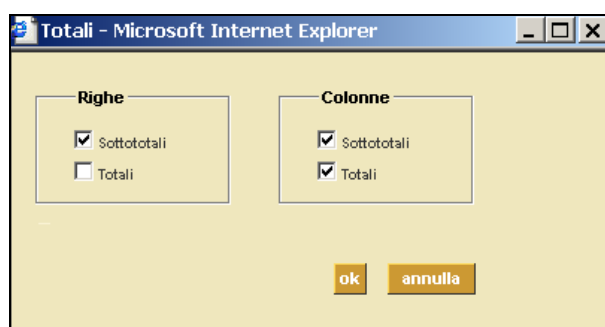 Totali - Microsoft Internet Explorer
Righe
Sottototali
Totali
Colonne
Sottototali
Totali
ok
annulla